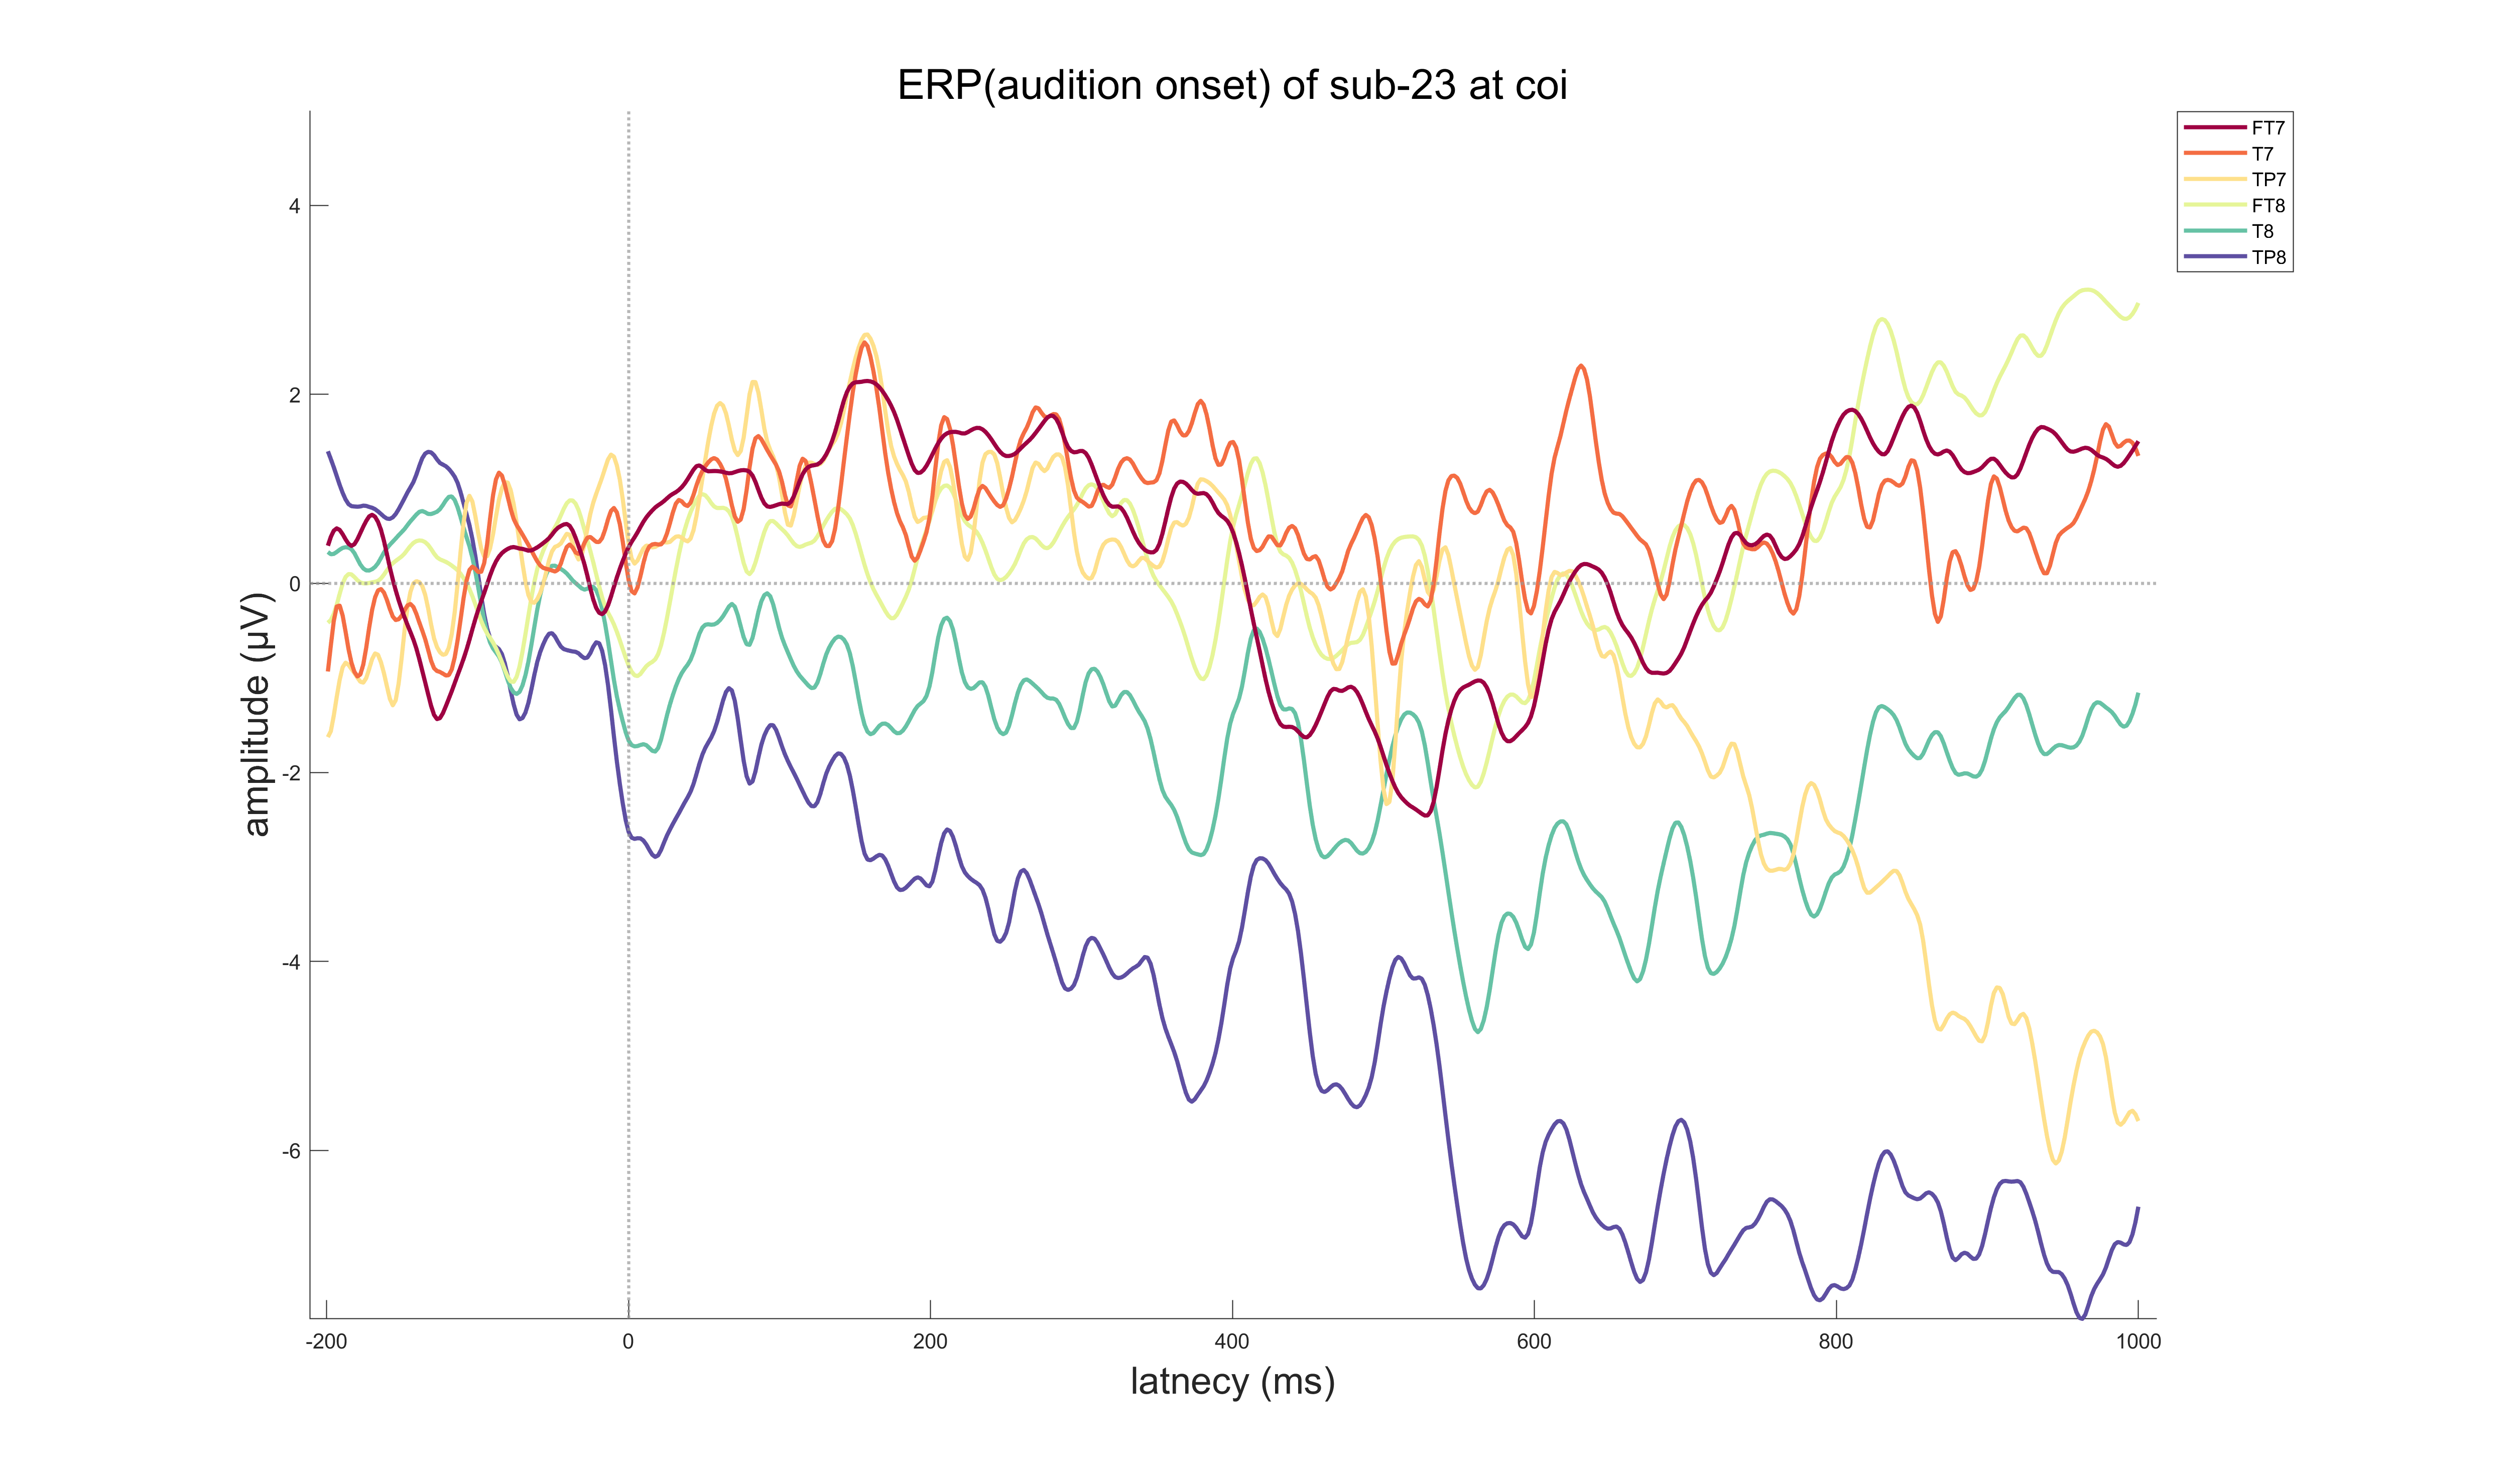 ERP(audition onset) of sub-23 at coi
FT7
T7
TP7
FT8
T8
TP8
amplitude (µV)
4
2
0
-2
-4
-6
-200 0 200 400 600 800 1000
latnecy (ms)